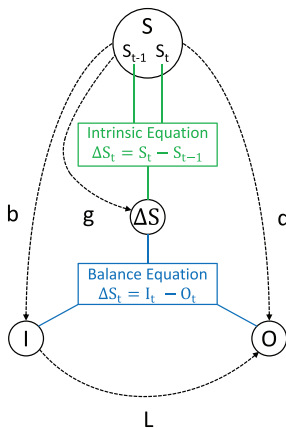 S
Sₜ₋₁ Sₜ
Intrinsic Equation
ΔSₜ = Sₜ − Sₜ₋₁
b
g
ΔS
d
Balance Equation
ΔSₜ = Iₜ − Oₜ
I
O
L